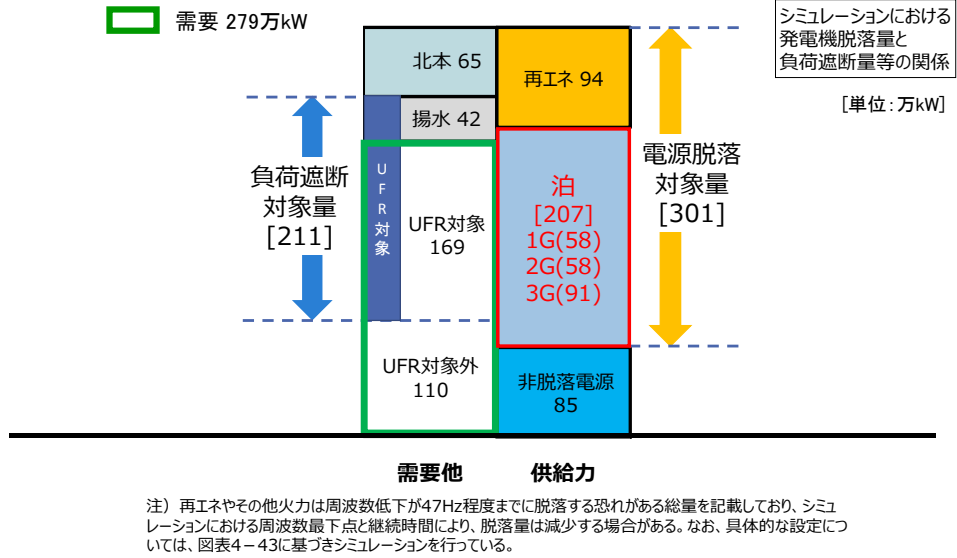 需要 279万kW
シミュレーションにおける
発電機脱落量と
負荷遮断量等の関係
[単位:万kW]
北本 65
再エネ 94
揚水 42
負荷遮断
対象量
[211]
UFR対象
UFR対象
169
泊
[207]
1G(58)
2G(58)
3G(91)
電源脱落
対象量
[301]
UFR対象外
110
非脱落電源
85
需要他
供給力
注）再エネやその他火力は周波数低下が47Hz程度までに脱落する恐れがある総量を記載しており、シミュ
レーションにおける周波数最下点と継続時間により、脱落量は減少する場合がある。なお、具体的な設定につ
いては、図表4－43に基づきシミュレーションを行っている。